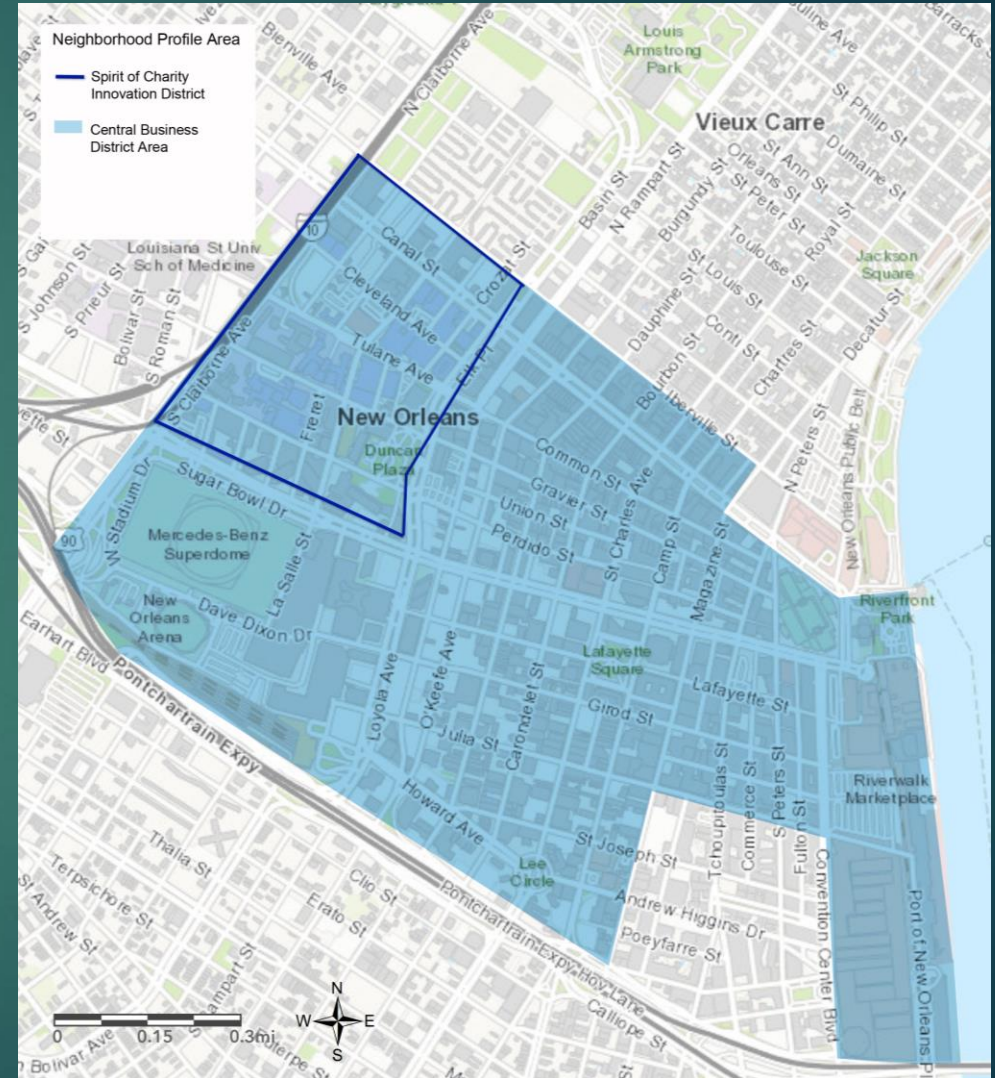 Neighborhood Profile Area
Spirit of Charity
Innovation District
Central Business
District Area
Bienville Ave
N Claiborne Ave
Louis
Armstrong
Park
Vieux Carre
St Philip St
Dumaine St
St Ann St
Orleans St
St Peter St
Royal St
Toulouse St
St Louis St
Conti St
Chartres St
Decatur St
Jackson
Square
Basin St
N Rampart St
Burgundy St
Dauphine St
Bourbon St
Iberville St
N Peters St
New Orleans Public Belt
10
Louisiana St Univ
Sch of Medicine
S Johnson St
S Prieur St
Bolivar St
S Roman St
S Claiborne Ave
Canal St
Cleveland Ave
Tulane Ave
Crozat St
Elk Pl
Freret
New Orleans
Duncan
Plaza
Common St
Gravier St
Union St
Perdido St
St Charles Ave
Camp St
Magazine St
Sugar Bowl Dr
W Stadium Dr
Mercedes-Benz
Superdome
La Salle St
90
New
Orleans
Arena
Dave Dixon Dr
Earhart Blvd
Pontchartrain Expy
Loyola Ave
O'Keefe Ave
Julia St
Carondelet St
Lafayette
Square
Girod St
Lafayette St
Riverfront
Park
Riverwalk
Marketplace
Howard Ave
Lee
Circle
St Joseph St
Tchoupitoulas St
Commerce St
S Peters St
Fulton St
Andrew Higgins Dr
Poeyfarre St
Convention Center Blvd
Port of New Orleans Pl
Thalia St
Terpsichore St
St Andrew St
Clio St
Erato St
Pontchartrain Expy Hov Lane
Calliope St
N
W
E
S
0
0.15
0.3mi